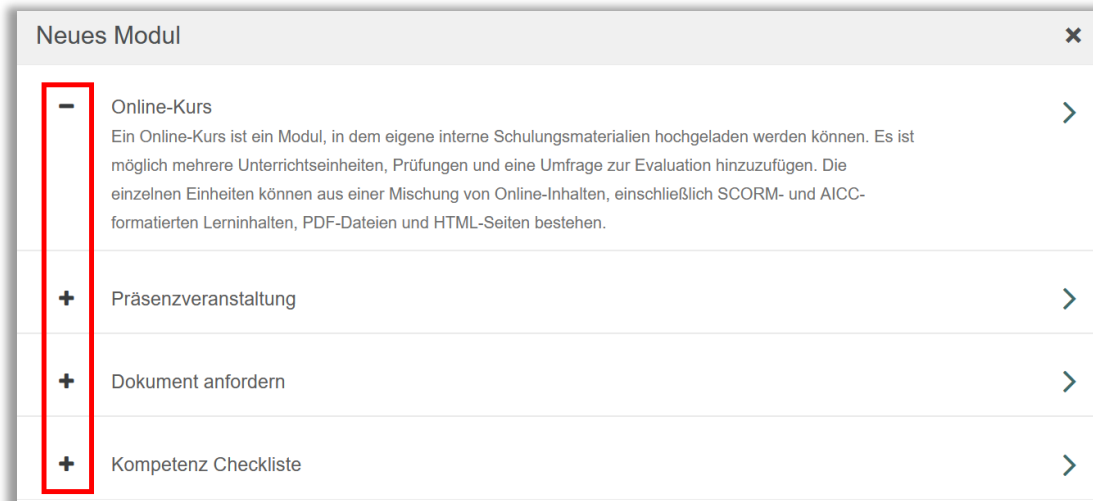 Neues Modul
Online-Kurs
Ein Online-Kurs ist ein Modul, in dem eigene interne Schulungsmaterialien hochgeladen werden können. Es ist
möglich mehrere Unterrichtseinheiten, Prüfungen und eine Umfrage zur Evaluation hinzuzufügen. Die
einzelnen Einheiten können aus einer Mischung von Online-Inhalten, einschließlich SCORM- und AICC-
formatierten Lerninhalten, PDF-Dateien und HTML-Seiten bestehen.
Präsenzveranstaltung
Dokument anfordern
Kompetenz Checkliste